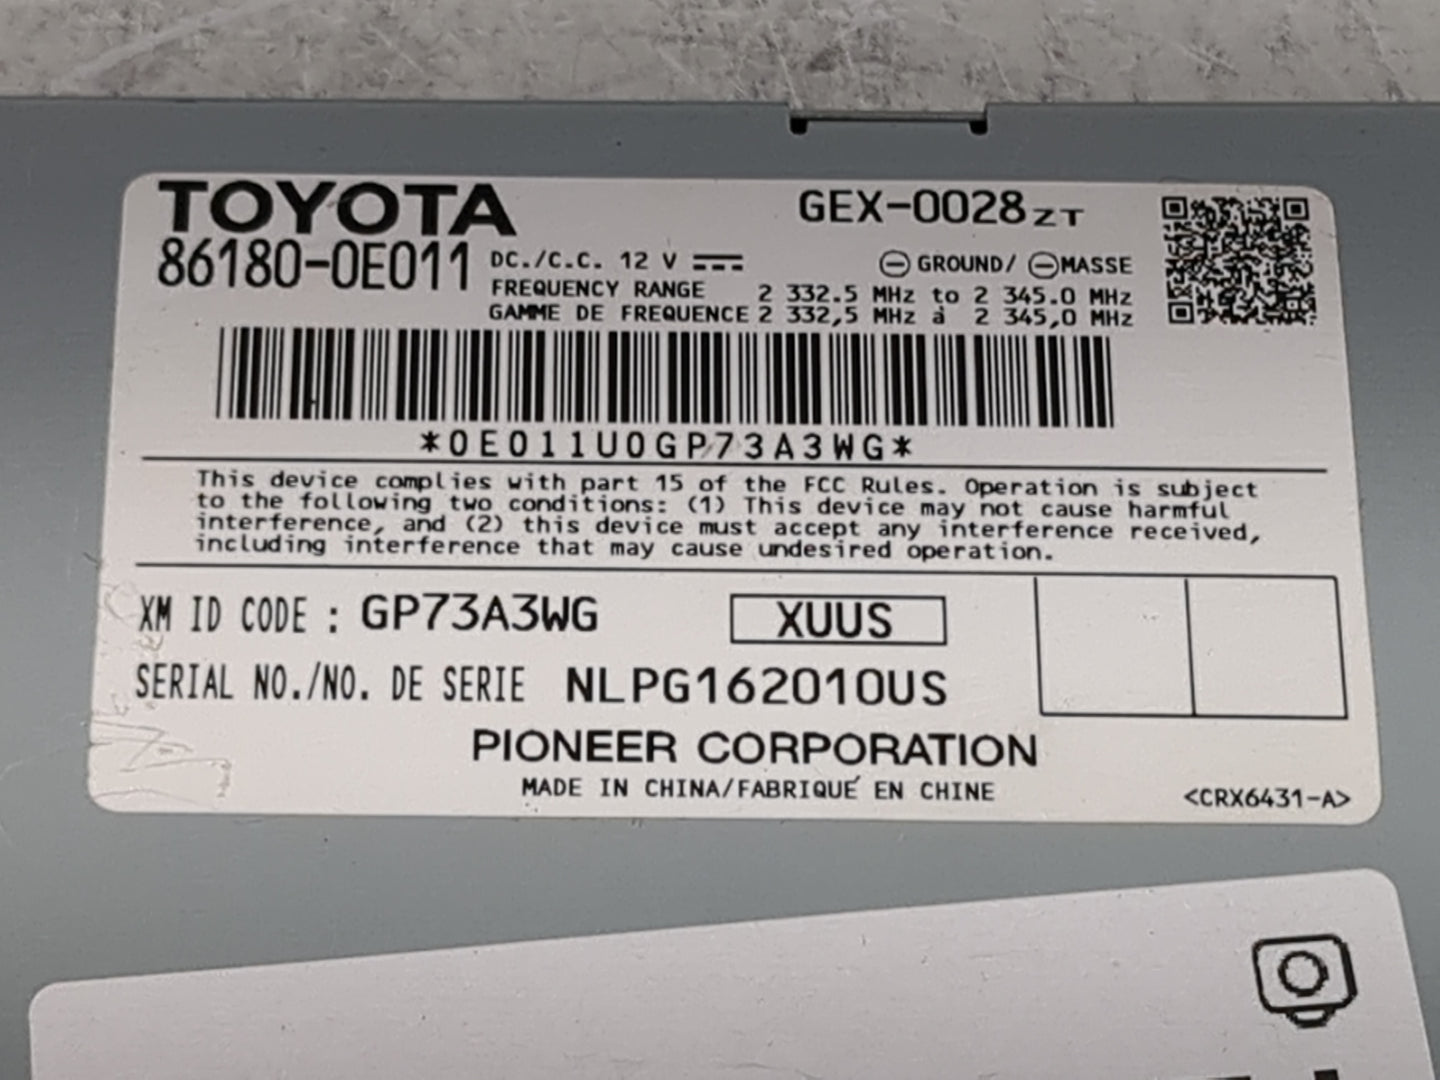 TOYOTA
GEX-0028ZT
86180-0E011
DC./C.C. 12 V
GROUND/ MASSE
FREQUENCY RANGE 2 332.5 MHz to 2 345.0 MHz
GAMME DE FREQUENCE 2 332,5 MHz à 2 345,0 MHz
*0E011U0GP73A3WG*
This device complies with part 15 of the FCC Rules. Operation is subject
to the following two conditions: (1) This device may not cause harmful
interference, and (2) this device must accept any interference received,
including interference that may cause undesired operation.
XM ID CODE : GP73A3WG
XUUS
SERIAL NO./NO. DE SERIE NLPG162010US
PIONEER CORPORATION
MADE IN CHINA/FABRIQUÉ EN CHINE
<CRX6431-A>